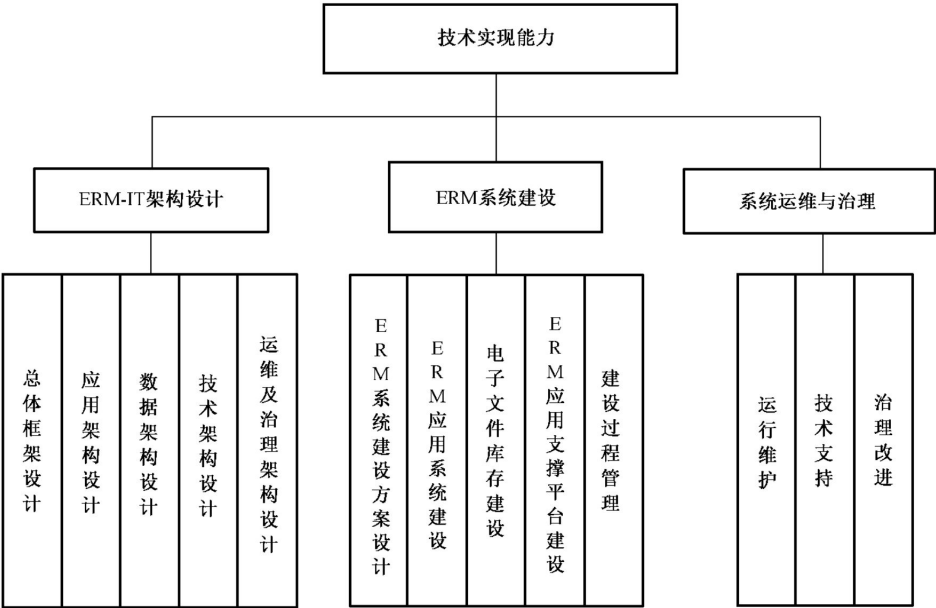 技术实现能力
ERM-IT架构设计
ERM系统建设
系统运维与治理
总体框架设计
应用架构设计
数据架构设计
技术架构设计
运维及治理架构设计
ERM系统建设方案设计
ERM应用系统建设
电子文件库存建设
ERM应用支撑平台建设
建设过程管理
运行维护
技术支持
治理改进